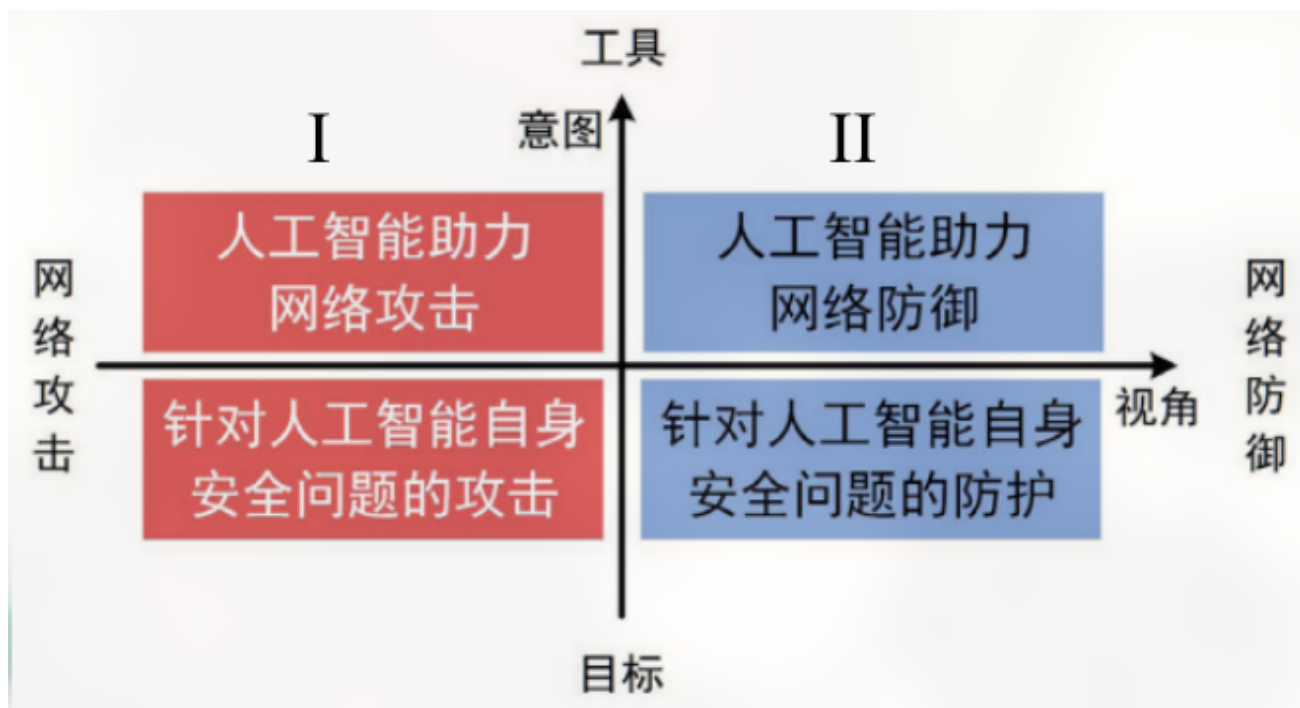 工具
意图
I
II
人工智能助力
网络攻击
人工智能助力
网络防御
网络攻击
网络防御
视角
针对人工智能自身
安全问题的攻击
针对人工智能自身
安全问题的防护
目标